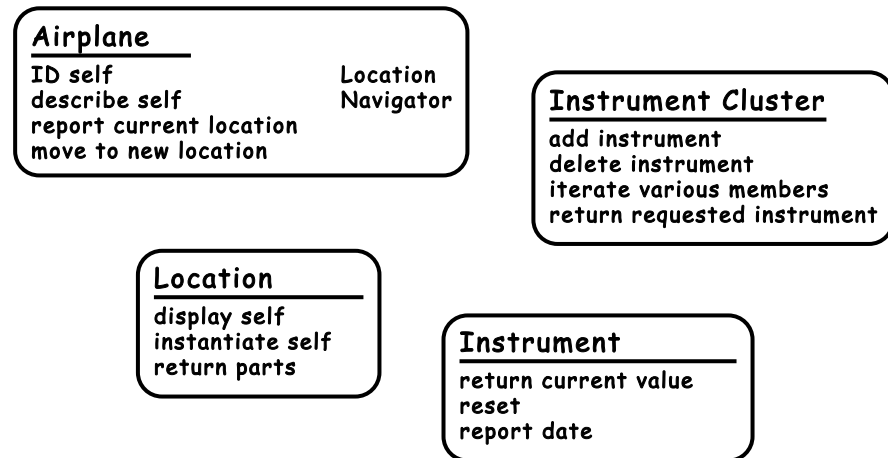 Airplane
ID self
describe self
report current location
move to new location
Location
Navigator
Instrument Cluster
add instrument
delete instrument
iterate various members
return requested instrument
Location
display self
instantiate self
return parts
Instrument
return current value
reset
report date